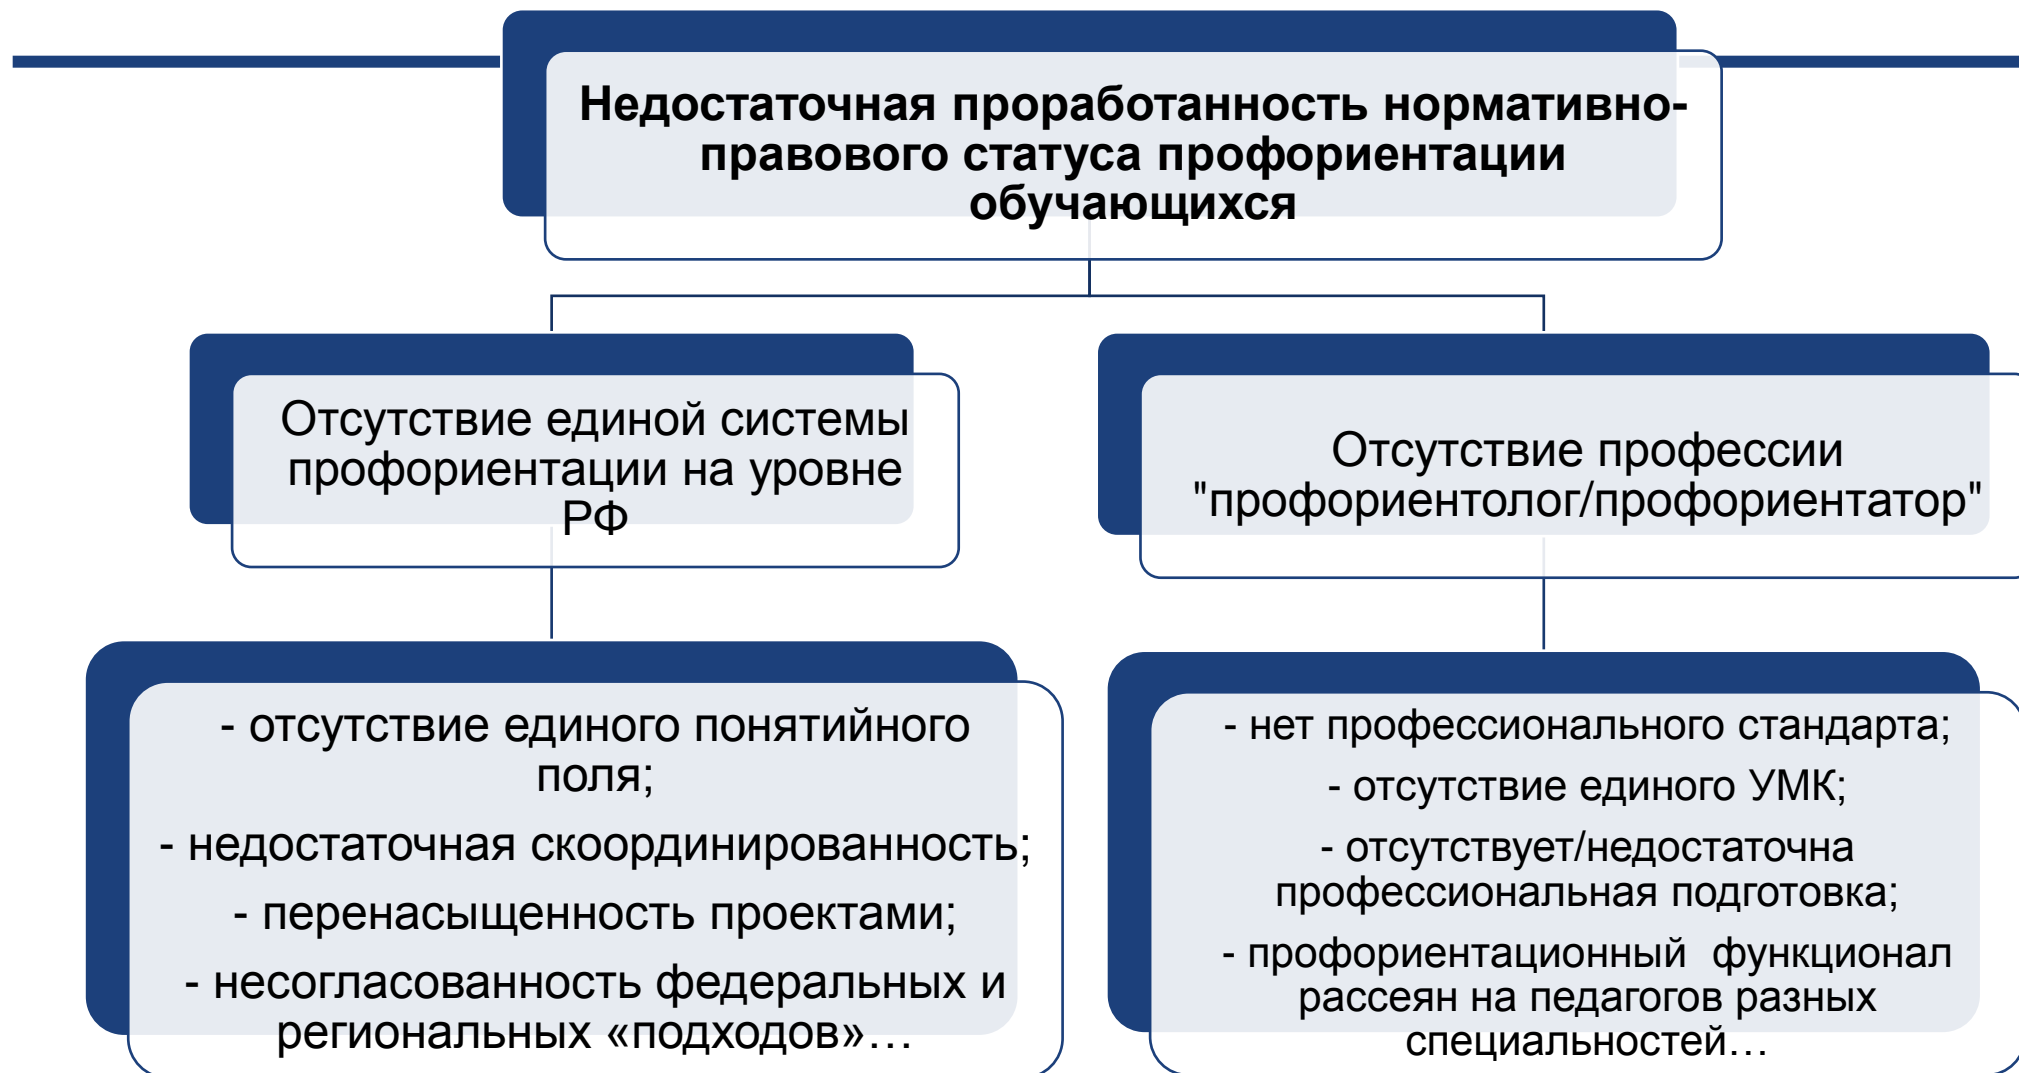 Недостаточная проработанность нормативно-
правового статуса профориентации
обучающихся
Отсутствие единой системы
профориентации на уровне
РФ
Отсутствие профессии
"профориентолог/профориентатор"
- отсутствие единого понятийного
поля;
- недостаточная скоординированность;
- перенасыщенность проектами;
- несогласованность федеральных и
региональных «подходов»…
- нет профессионального стандарта;
- отсутствие единого УМК;
- отсутствует/недостаточна
профессиональная подготовка;
- профориентационный  функционал
рассеян на педагогов разных
специальностей…